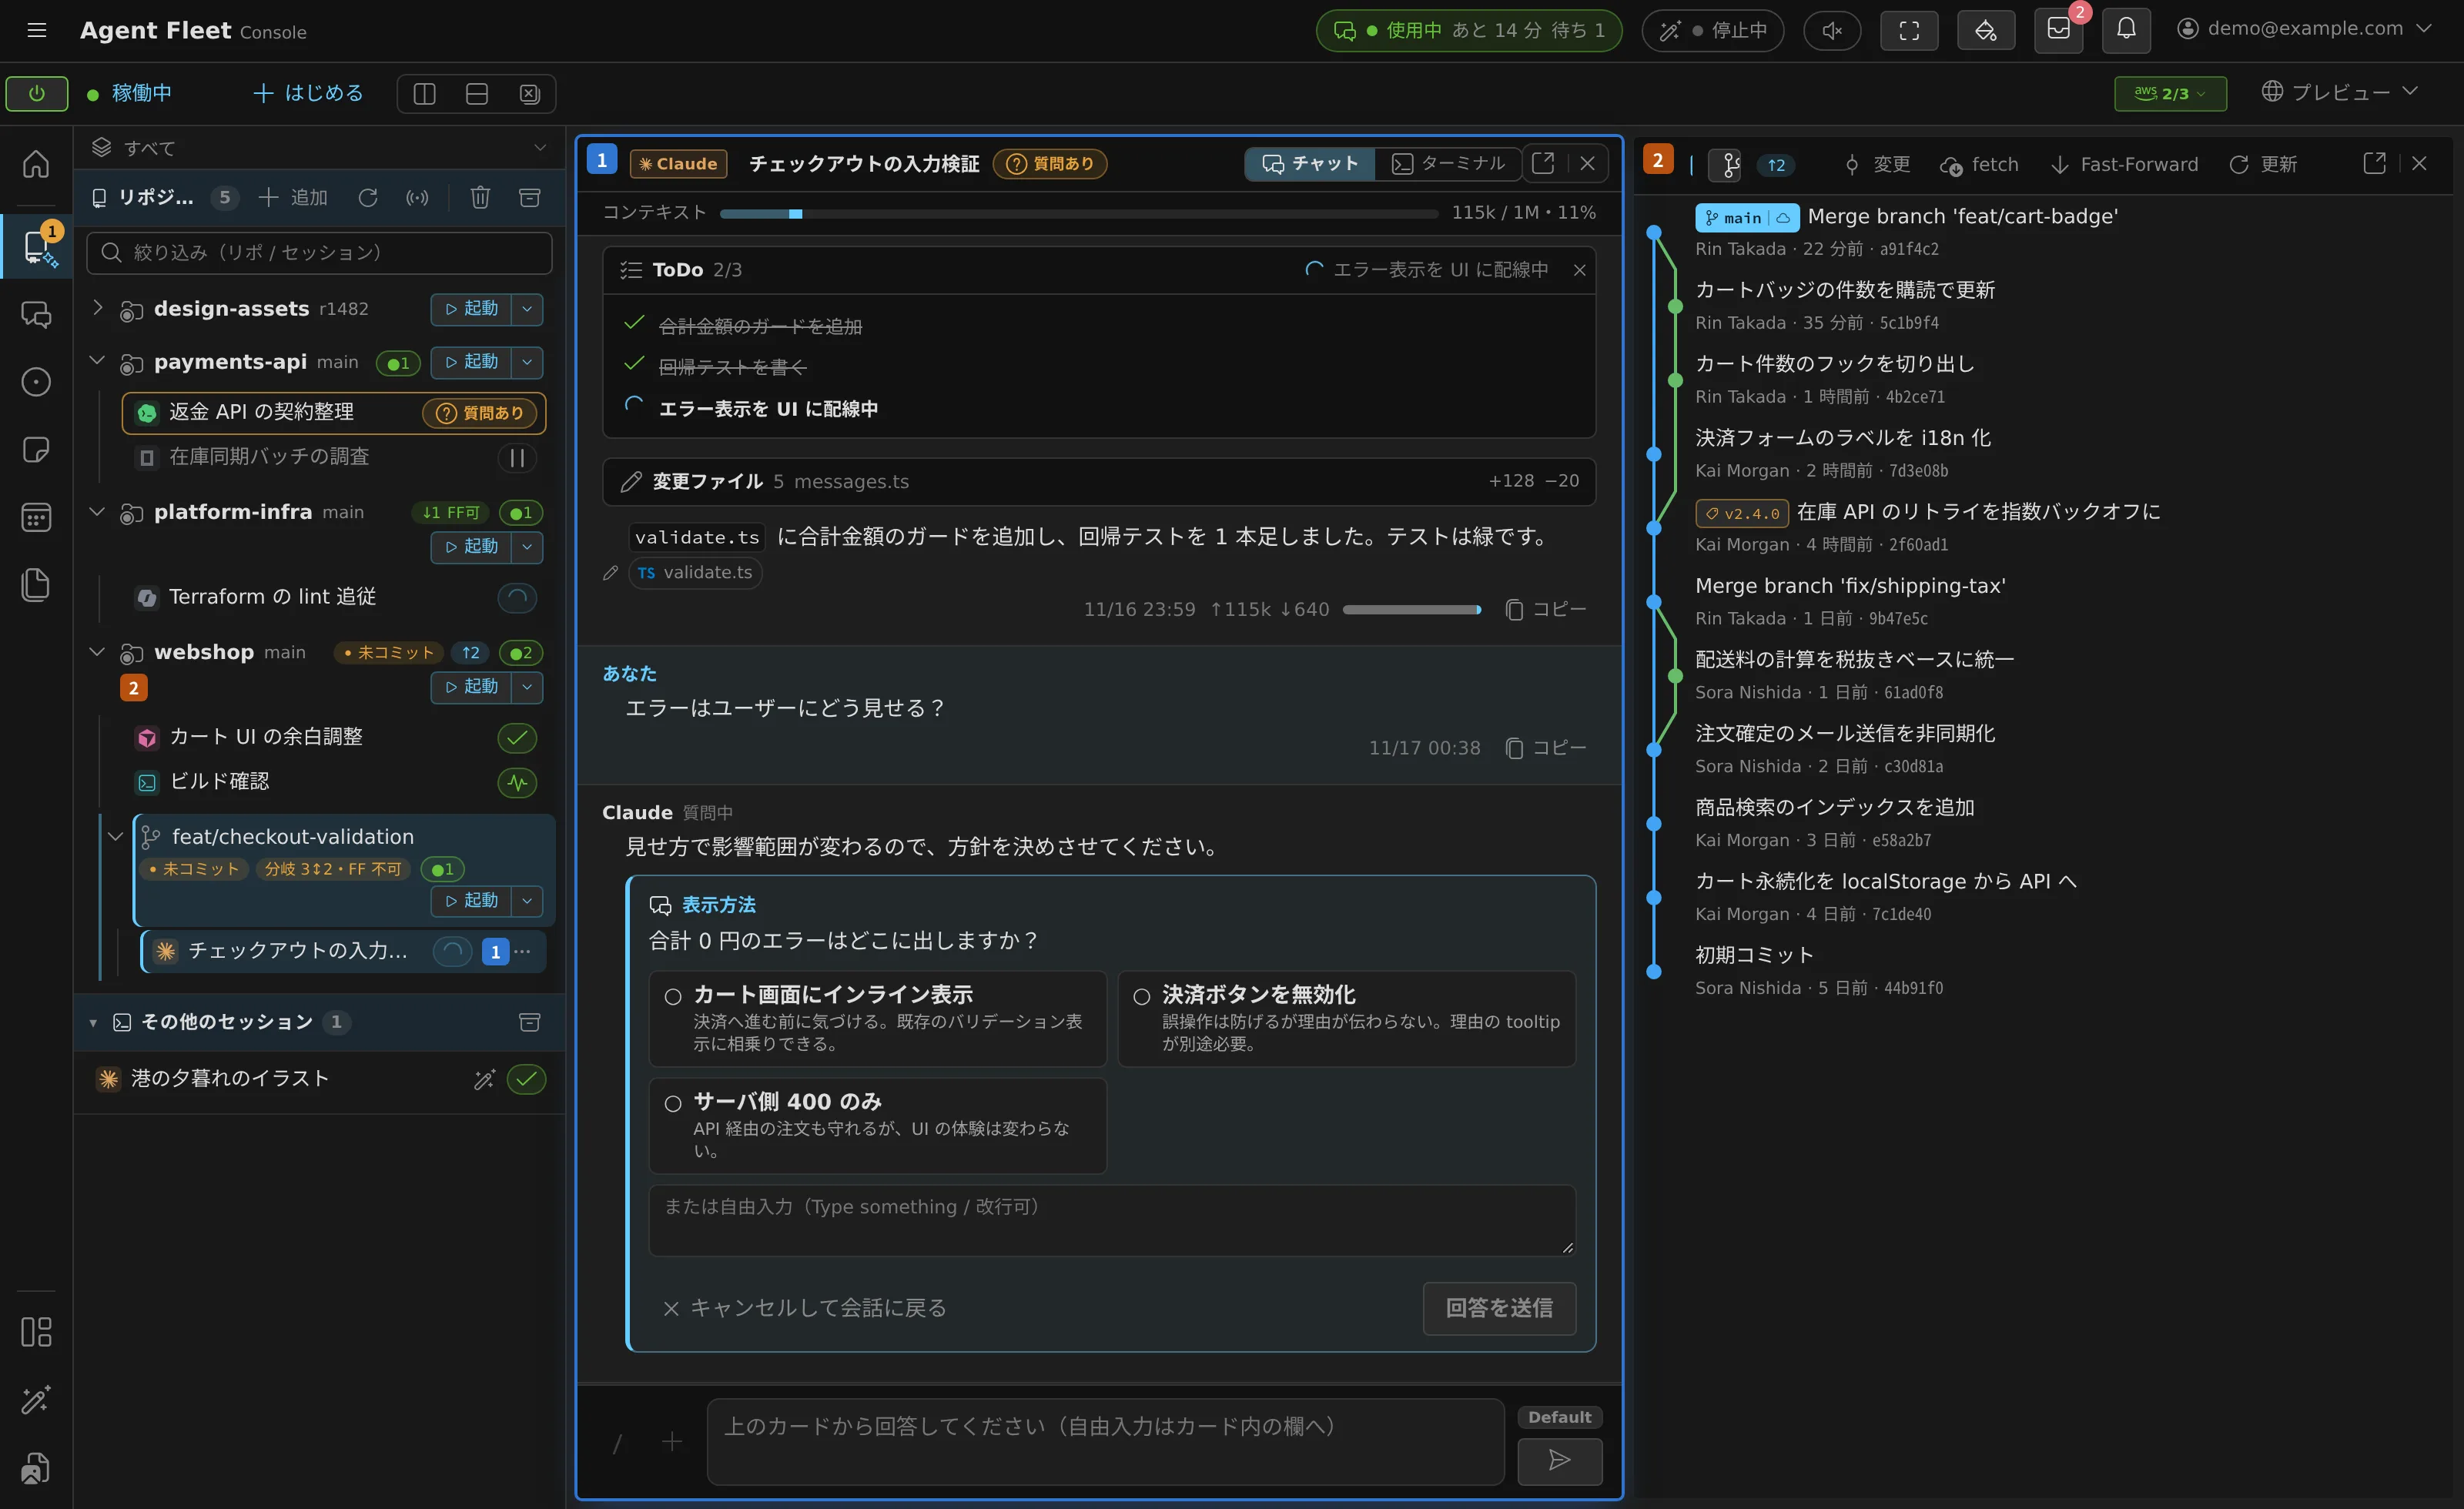 Agent Fleet Console
使用中 あと 14 分 待ち 1
停止中
2
demo@example.com
稼働中
はじめる
aws 2/3
プレビュー
すべて
リポジ... 5 追加
1
絞り込み（リポ / セッション）
design-assets r1482 起動
payments-api main 1 起動
返金 API の契約整理 質問あり
在庫同期バッチの調査
platform-infra main ↓1 FF可 1
起動
Terraform の lint 追従
webshop main 未コミット ↑2 2
2 起動
カート UI の余白調整
ビルド確認
feat/checkout-validation
未コミット 分岐 3↕2・FF 不可 1
起動
チェックアウトの入力... 1 ...
その他のセッション 1
港の夕暮れのイラスト
1 Claude チェックアウトの入力検証 質問あり チャット ターミナル
コンテキスト 115k / 1M・11%
ToDo 2/3 エラー表示を UI に配線中
合計金額のガードを追加
回帰テストを書く
エラー表示を UI に配線中
変更ファイル 5 messages.ts +128 −20
validate.ts に合計金額のガードを追加し、回帰テストを 1 本足しました。テストは緑です。
TS validate.ts
11/16 23:59 ↑115k ↓640 コピー
あなた
エラーはユーザーにどう見せる？
11/17 00:38 コピー
Claude 質問中
見せ方で影響範囲が変わるので、方針を決めさせてください。
表示方法
合計 0 円のエラーはどこに出しますか？
カート画面にインライン表示
決済へ進む前に気づける。既存のバリデーション表
示に相乗りできる。
決済ボタンを無効化
誤操作は防げるが理由が伝わらない。理由の tooltip
が別途必要。
サーバ側 400 のみ
API 経由の注文も守れるが、UI の体験は変わらな
い。
または自由入力（Type something / 改行可）
キャンセルして会話に戻る 回答を送信
/ 上のカードから回答してください（自由入力はカード内の欄へ）
Default
2 ↑2 変更 fetch Fast-Forward 更新
main Merge branch 'feat/cart-badge'
Rin Takada · 22 分前 · a91f4c2
カートバッジの件数を購読で更新
Rin Takada · 35 分前 · 5c1b9f4
カート件数のフックを切り出し
Rin Takada · 1 時間前 · 4b2ce71
決済フォームのラベルを i18n 化
Kai Morgan · 2 時間前 · 7d3e08b
v2.4.0 在庫 API のリトライを指数バックオフに
Kai Morgan · 4 時間前 · 2f60ad1
Merge branch 'fix/shipping-tax'
Rin Takada · 1 日前 · 9b47e5c
配送料の計算を税抜きベースに統一
Sora Nishida · 1 日前 · 61ad0f8
注文確定のメール送信を非同期化
Sora Nishida · 2 日前 · c30d81a
商品検索のインデックスを追加
Kai Morgan · 3 日前 · e58a2b7
カート永続化を localStorage から API へ
Kai Morgan · 4 日前 · 7c1de40
初期コミット
Sora Nishida · 5 日前 · 44b91f0